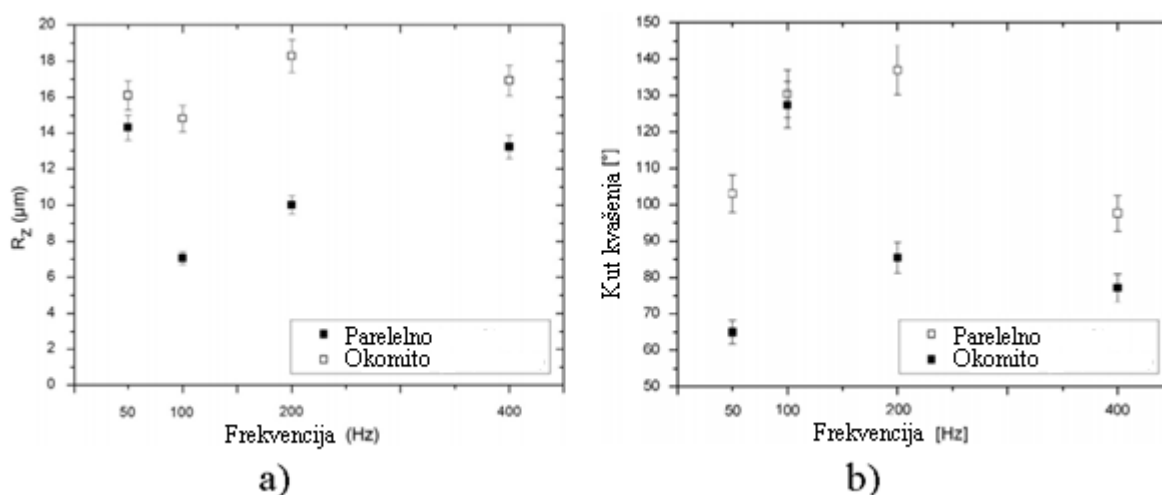 20
18
16
14
12
10
8
6
4
2
0
R_z (µm)
Parelelno
Okomito
50 100 200 400
Frekvencija (Hz)
a)
150
140
130
120
110
100
90
80
70
60
50
Kut kvašenja [°]
Parelelno
Okomito
50 100 200 400
Frekvencija [Hz]
b)